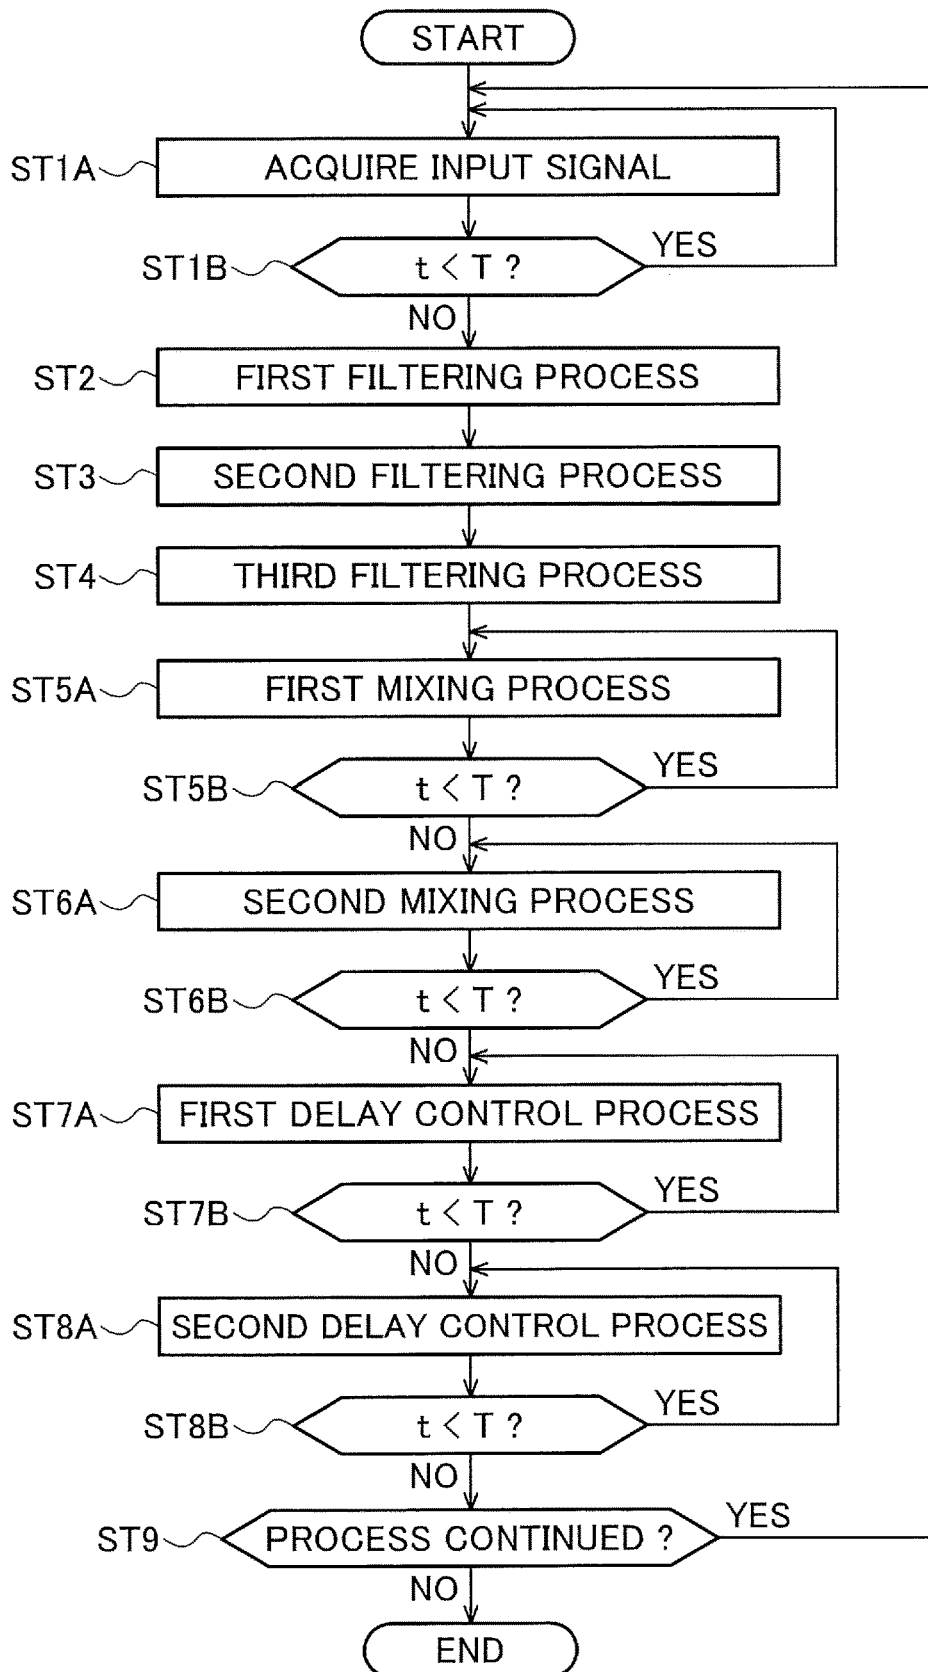 START
ST1A ACQUIRE INPUT SIGNAL
ST1B t < T ? YES
NO
ST2 FIRST FILTERING PROCESS
ST3 SECOND FILTERING PROCESS
ST4 THIRD FILTERING PROCESS
ST5A FIRST MIXING PROCESS
ST5B t < T ? YES
NO
ST6A SECOND MIXING PROCESS
ST6B t < T ? YES
NO
ST7A FIRST DELAY CONTROL PROCESS
ST7B t < T ? YES
NO
ST8A SECOND DELAY CONTROL PROCESS
ST8B t < T ? YES
NO
ST9 PROCESS CONTINUED ? YES
NO
END